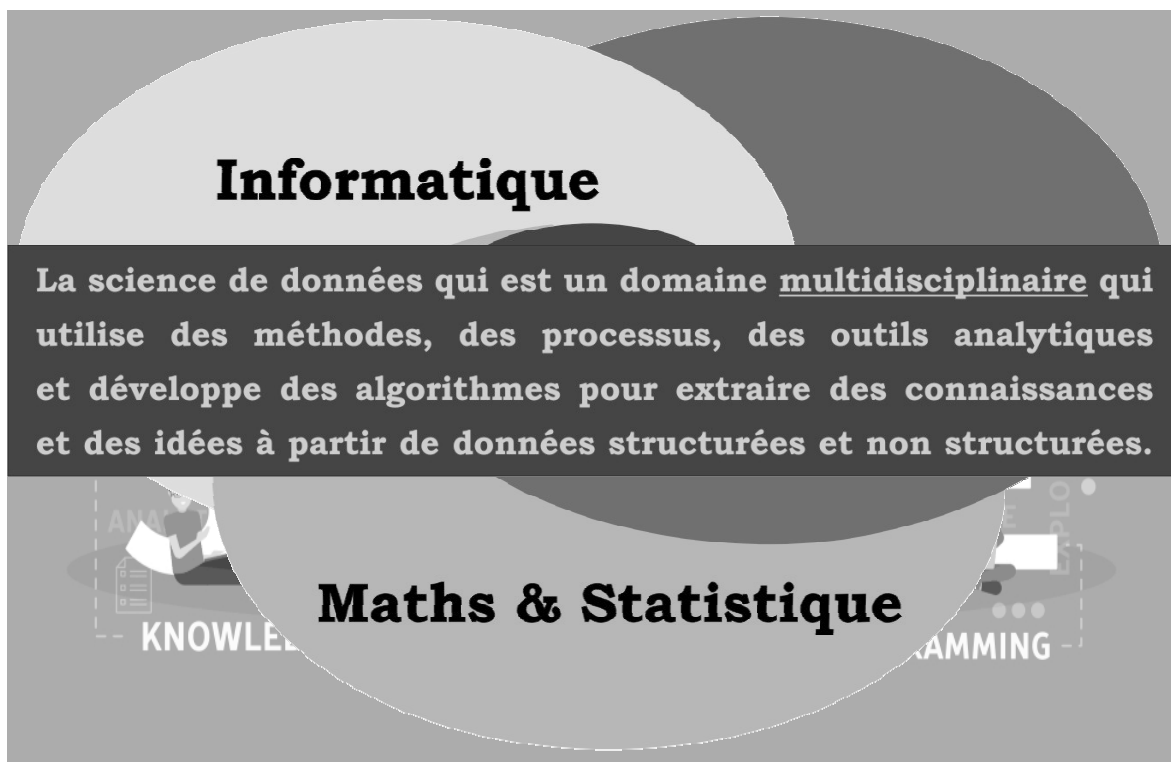 Informatique
La science de données qui est un domaine multidisciplinaire qui
utilise des méthodes, des processus, des outils analytiques
et développe des algorithmes pour extraire des connaissances
et des idées à partir de données structurées et non structurées.
Maths & Statistique